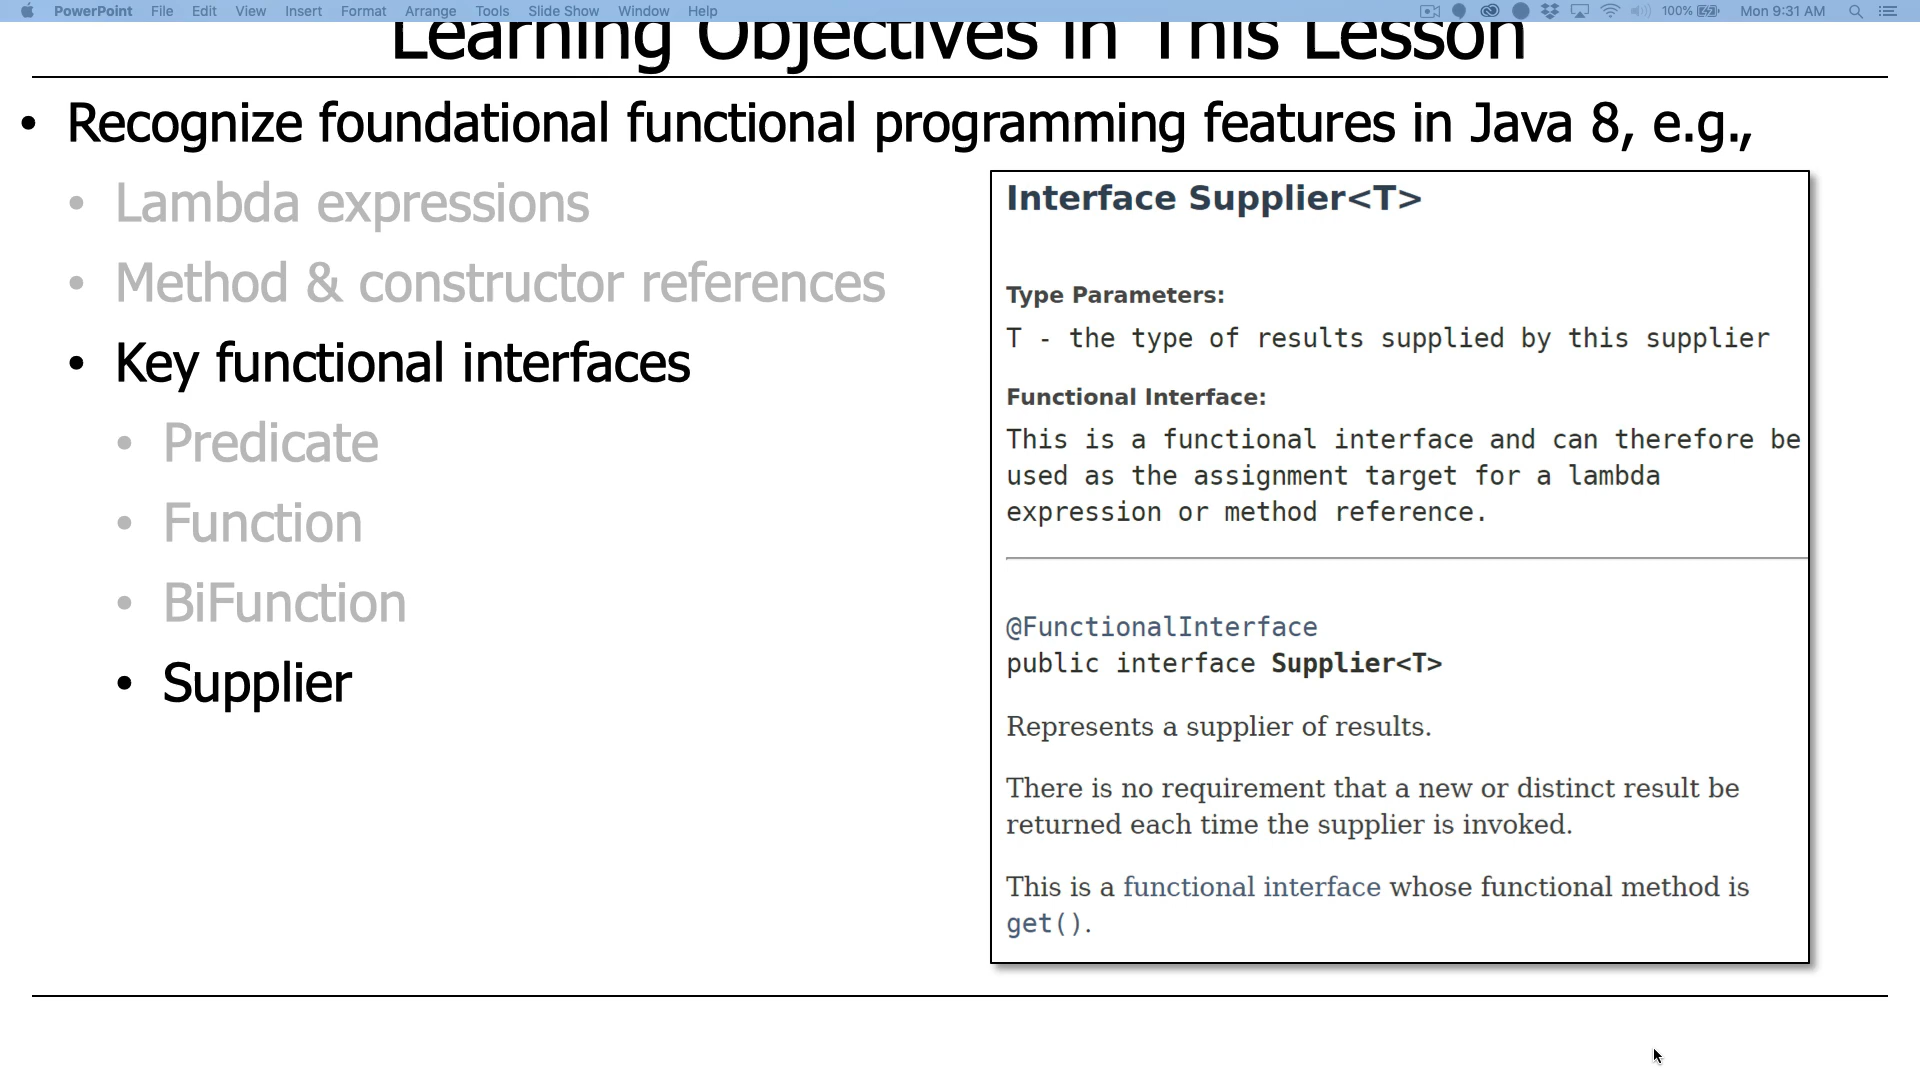 PowerPoint File Edit View Insert Format Arrange Tools Slide Show Window Help 100% Mon 9:31 AM
Learning Objectives in This Lesson
• Recognize foundational functional programming features in Java 8, e.g.,
• Lambda expressions
• Method & constructor references
• Key functional interfaces
• Predicate
• Function
• BiFunction
• Supplier
Interface Supplier<T>
Type Parameters:
T - the type of results supplied by this supplier
Functional Interface:
This is a functional interface and can therefore be
used as the assignment target for a lambda
expression or method reference.
@FunctionalInterface
public interface Supplier<T>
Represents a supplier of results.
There is no requirement that a new or distinct result be
returned each time the supplier is invoked.
This is a functional interface whose functional method is
get().